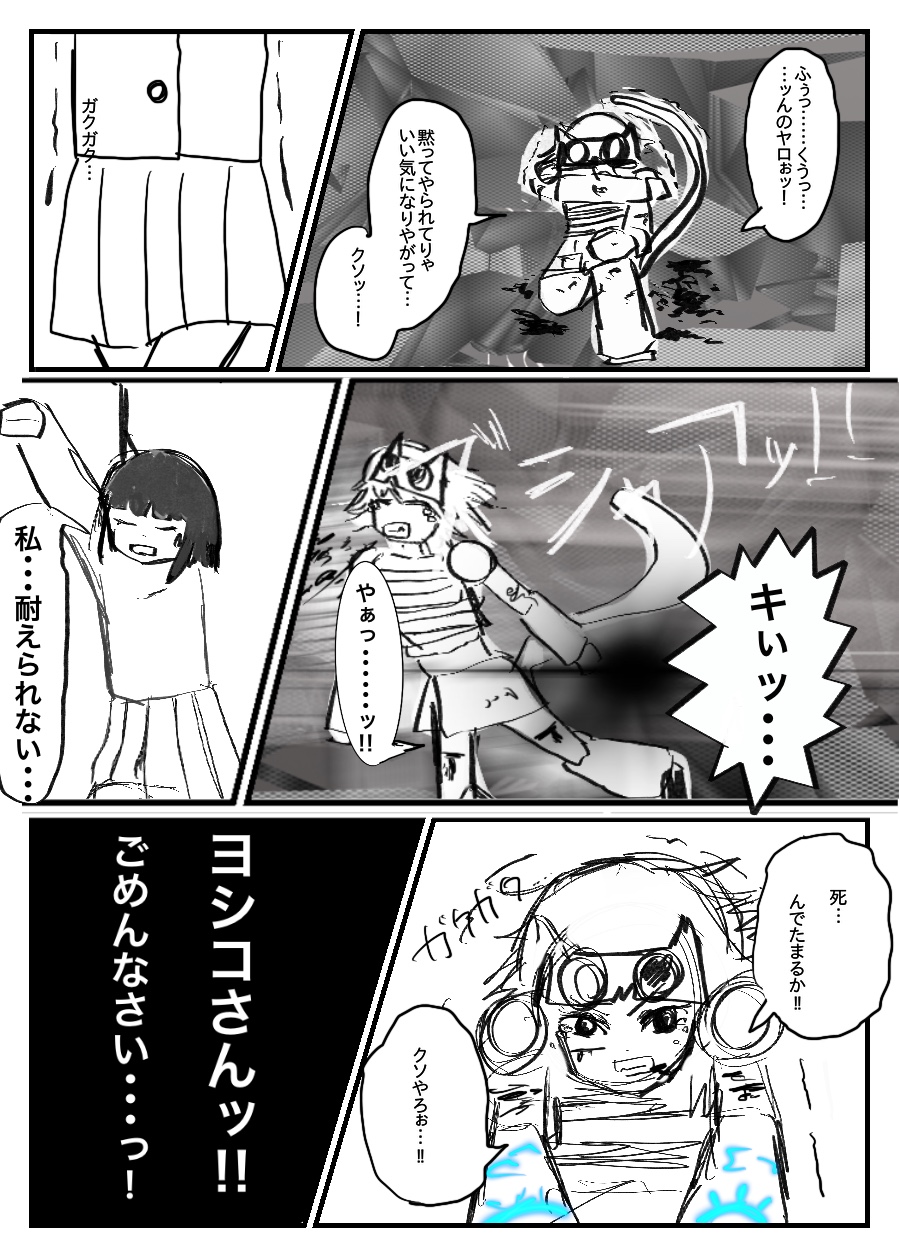 ふぅっ……くうっ…
…ッんのヤロぉッ！
黙ってやられてりゃ
いい気になりやがって…
クソッ…！
ガクガク…
シュアァッ!!
キぃッ…
やぁっ……ッ!!
私…耐えられない…
死…
んでたまるか!!
ガクガク
クソやろぉ…!!
ヨシコさんッ!!
ごめんなさい…っ！